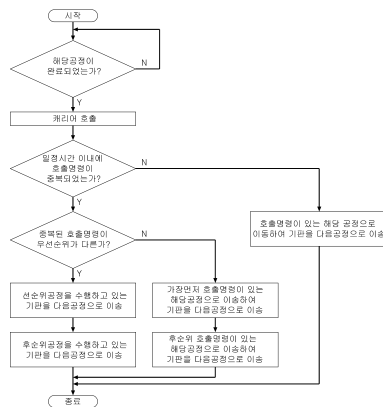 시작
해당공정이
완료되었는가?
N
Y
캐리어 호출
일정시간 이내에
호출명령이
중복되었는가?
N
Y
호출명령이 있는 해당 공정으로
이동하여 기판을 다음공정으로 이송
중복된 호출명령이
우선순위가 다른가?
N
Y
선순위공정을 수행하고 있는
기판을 다음공정으로 이송
가장먼저 호출명령이 있는
해당공정으로 이송하여
기판을 다음공정으로 이송
후순위공정을 수행하고 있는
기판을 다음공정으로 이송
후순위 호출명령이 있는
해당공정으로 이송하여
기판을 다음공정으로 이송
종료